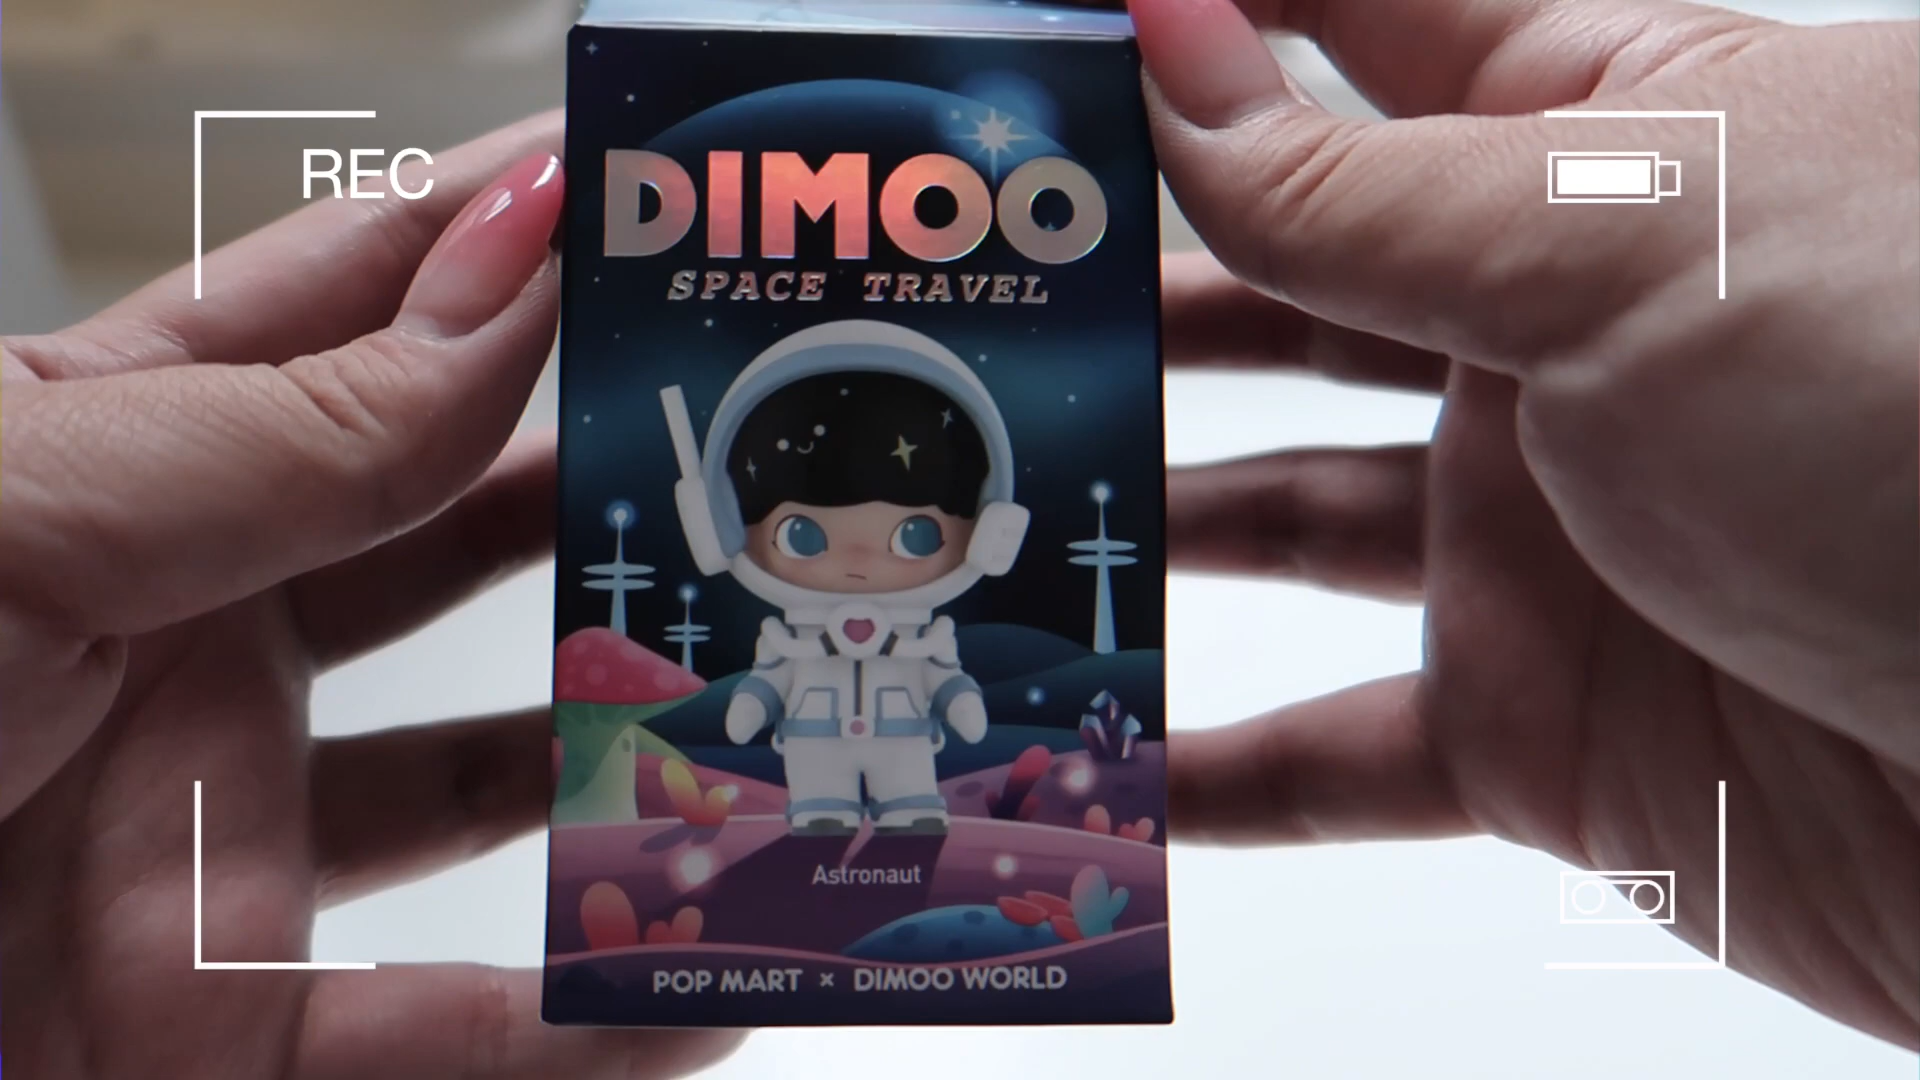 REC
DIMOO
SPACE TRAVEL
Astronaut
POP MART × DIMOO WORLD